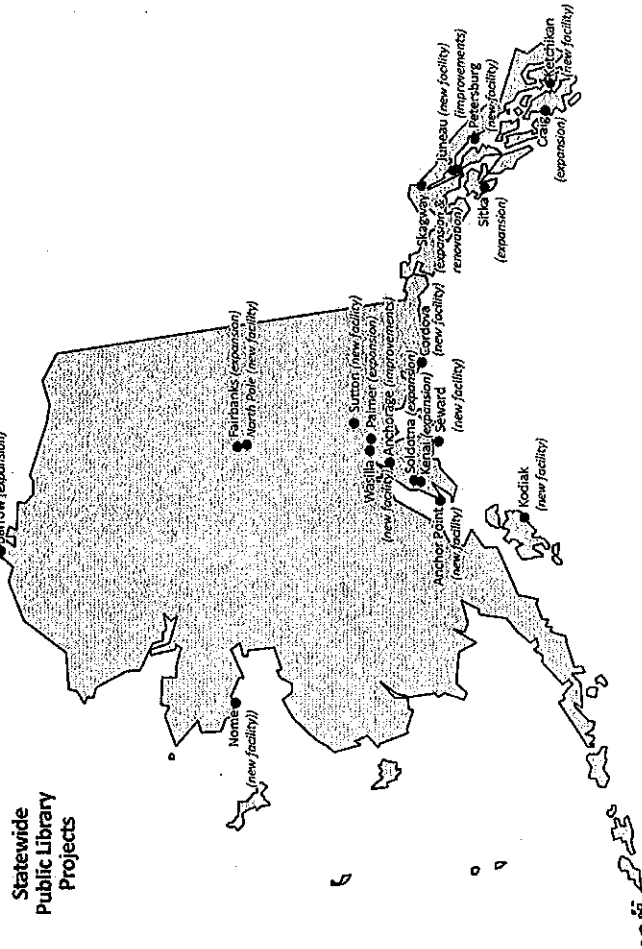 Statewide
Public Library
Projects
Barrow (expansion)
Nome
(new facility))
Fairbanks (expansion)
North Pole (new facility)
Sutton (new facility)
Palmer (expansion)
Wasilla
(new facility)
Anchorage (improvements)
Soldotna (expansion)
Kenai (expansion)
Seward
(new facility)
Anchor Point
(new facility)
Cordova
(new facility)
Kodiak
(new facility)
Skagway
(expansion &
renovation)
Juneau (new facility)
(improvements)
Petersburg
(new facility)
Sitka
(expansion)
Craig
(expansion)
Ketchikan
(new facility)